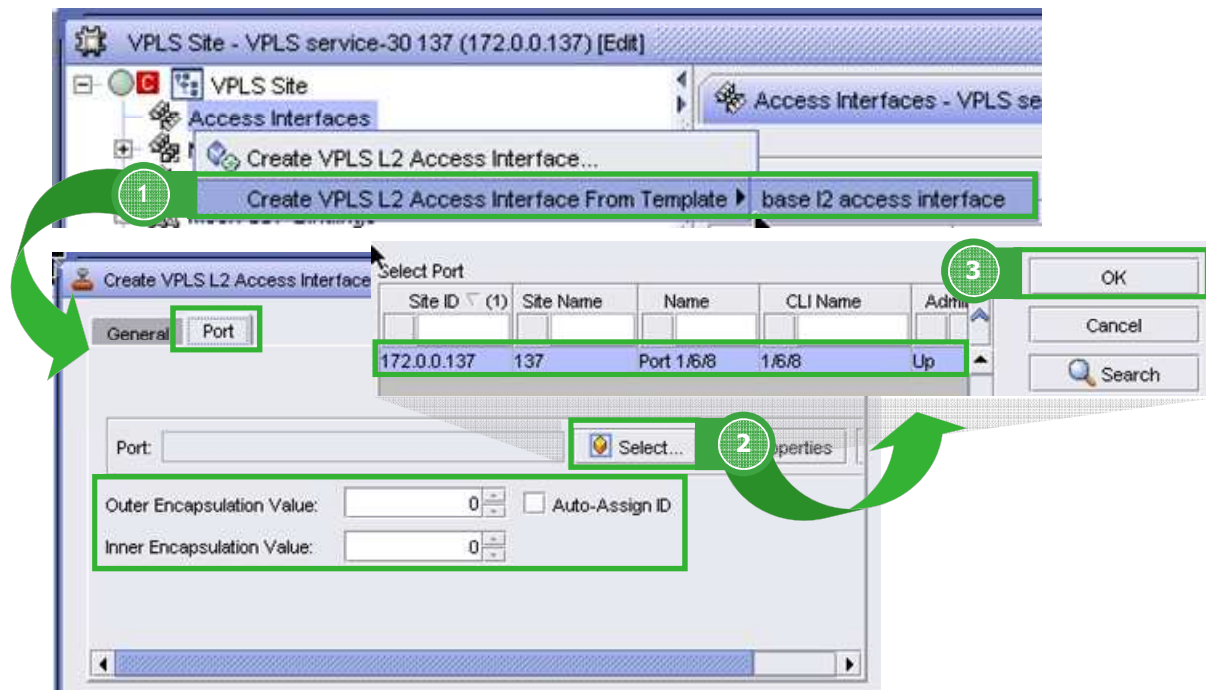 VPLS Site - VPLS service-30 137 (172.0.0.137) [Edit]
C VPLS Site
Access Interfaces
Access Interfaces - VPLS se
Create VPLS L2 Access Interface...
1
Create VPLS L2 Access Interface From Template
base l2 access interface
Create VPLS L2 Access Interface
General
Port
Select Port
Site ID (1)
Site Name
Name
CLI Name
172.0.0.137
137
Port 1/6/8
1/6/8
Up
3
OK
Cancel
Search
Port:
Select...
2
Outer Encapsulation Value:
0
Auto-Assign ID
Inner Encapsulation Value:
0